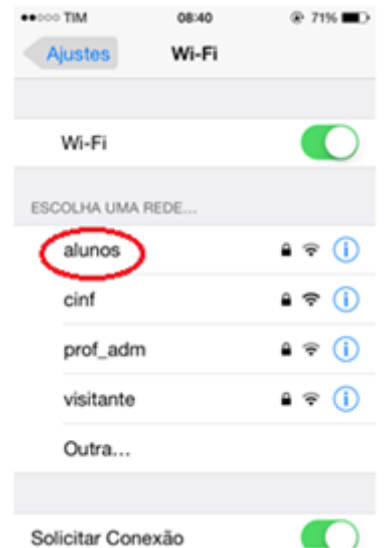 TIM 08:40 71%
Ajustes Wi-Fi
Wi-Fi
ESCOLHA UMA REDE...
alunos
cinf
prof_adm
visitante
Outra...
Solicitar Conexão